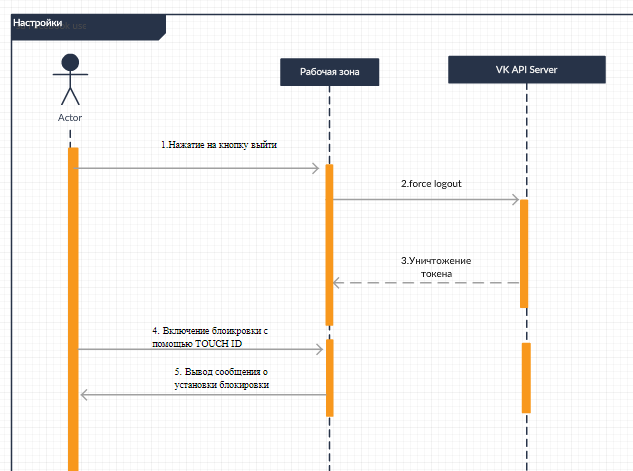 Настройки
use
Actor
Рабочая зона
VK API Server
1.Нажатие на кнопку выйти
2.force logout
3.Уничтожение
токена
4. Включение блоикровки с
помощью TOUCH ID
5. Вывод сообщения о
установки блокировки